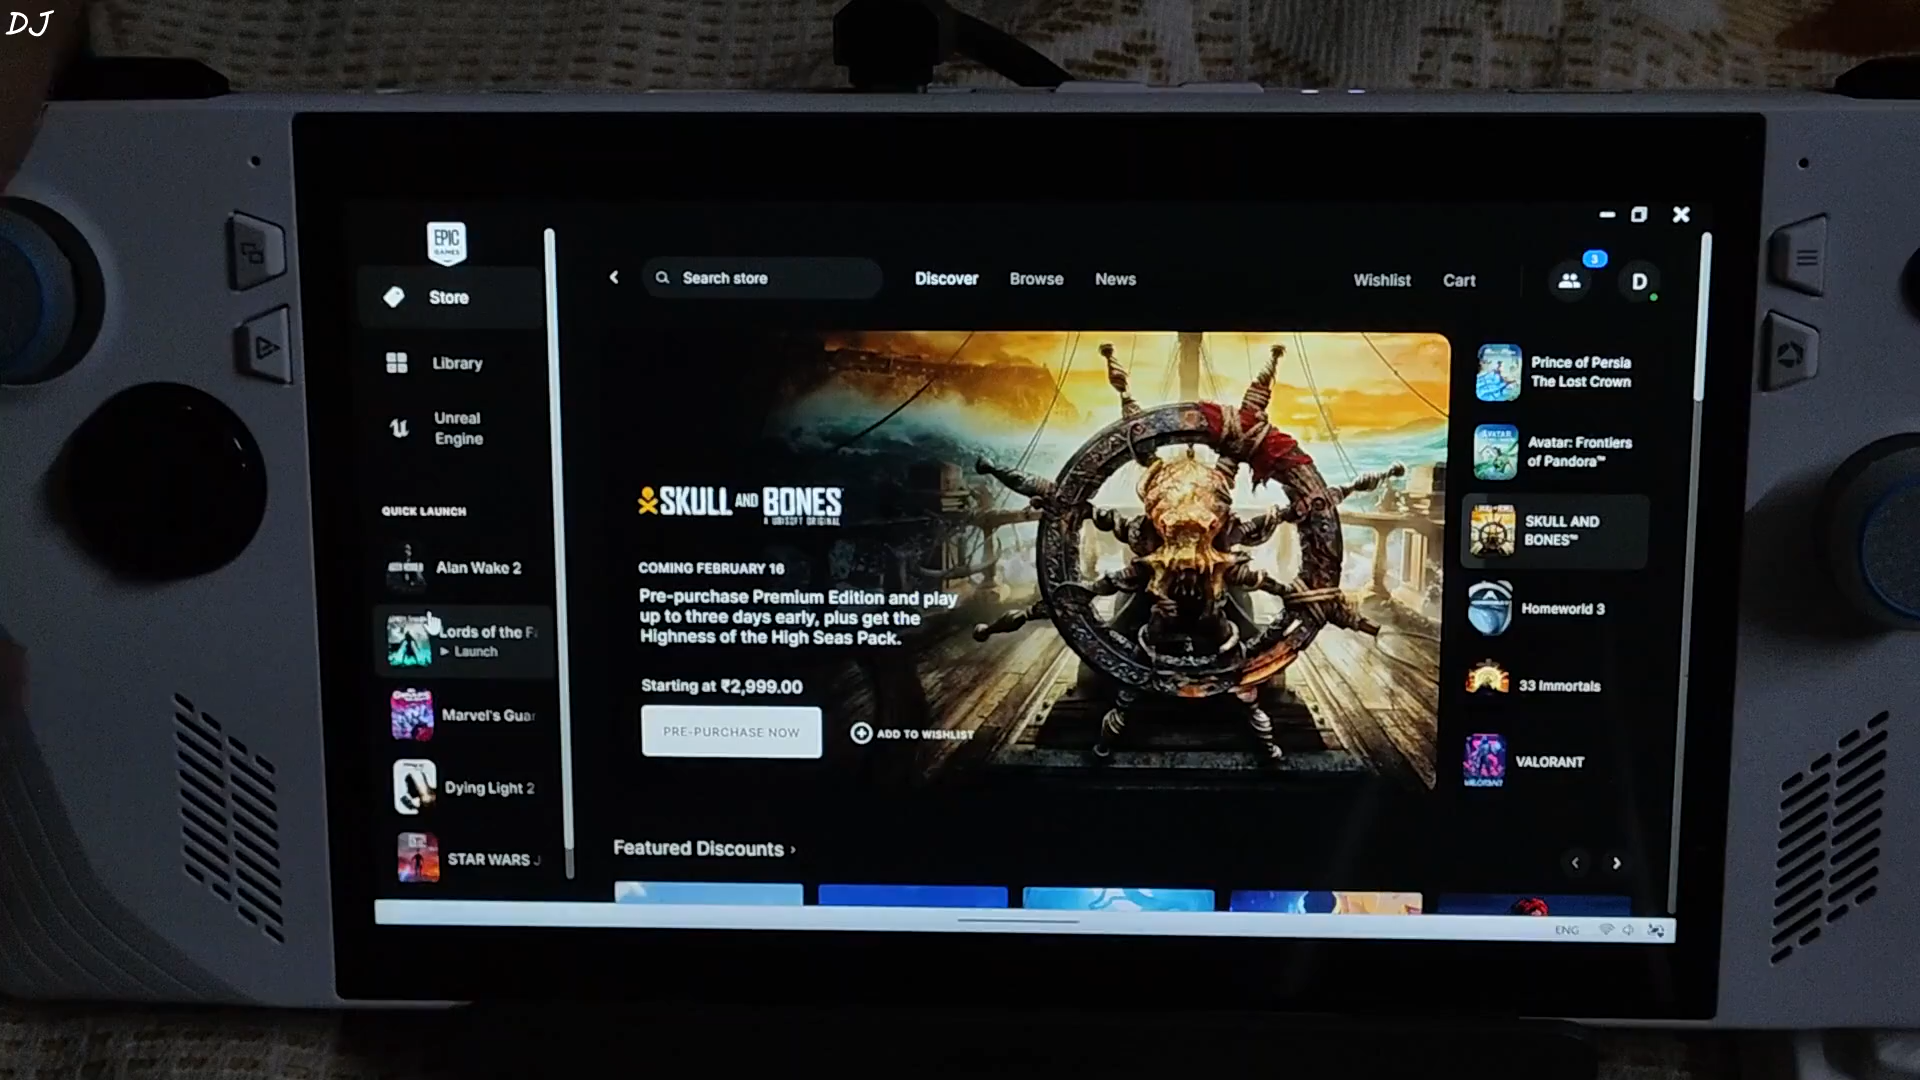 DJ
EPIC
GAMES
Store
Search store
Discover
Browse
News
Wishlist
Cart
3
D
Library
Unreal
Engine
QUICK LAUNCH
Alan Wake 2
Lords of the F
Launch
Marvel's Gua
Dying Light 2
STAR WARS J
SKULL AND BONES
A UBISOFT ORIGINAL
COMING FEBRUARY 16
Pre-purchase Premium Edition and play
up to three days early, plus get the
Highness of the High Seas Pack.
Starting at ₹2,999.00
PRE-PURCHASE NOW
ADD TO WISHLIST
Prince of Persia
The Lost Crown
AVATAR
Avatar: Frontiers
of Pandora™
SKULL AND
BONES™
Homeworld 3
33 Immortals
VALORANT
VALORANT
Featured Discounts
ENG